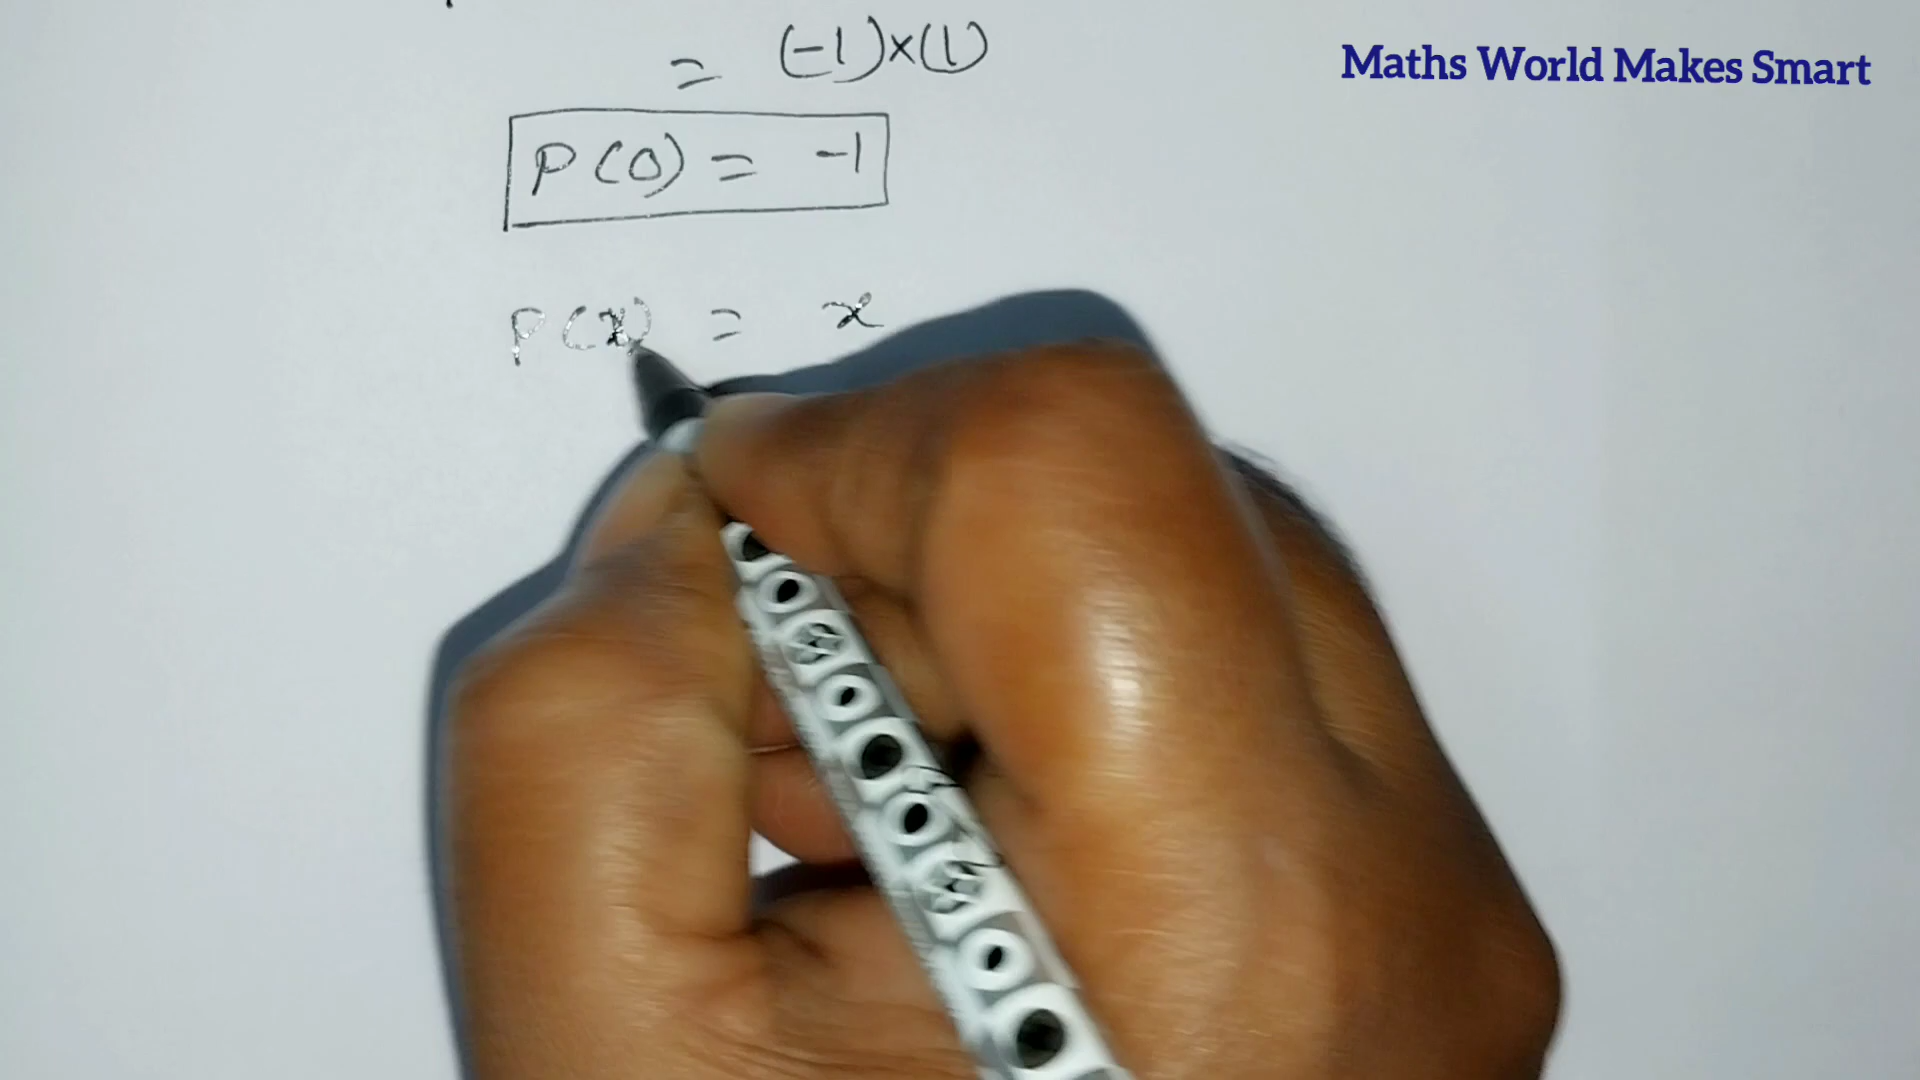 = (-1)×(1)
Maths World Makes Smart
P(0) = -1
P(x) = x